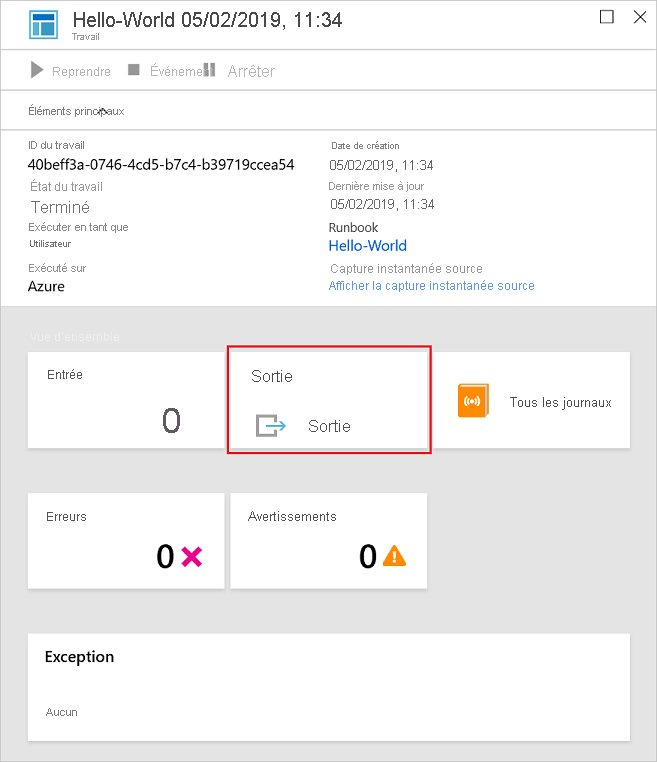 Hello-World 05/02/2019, 11:34
Travail
Reprendre Événeme Arrêter
Éléments principaux
ID du travail
40beff3a-0746-4cd5-b7c4-b39719ccea54
État du travail
Terminé
Exécuter en tant que
Utilisateur
Exécuté sur
Azure
Date de création
05/02/2019, 11:34
Dernière mise à jour
05/02/2019, 11:34
Runbook
Hello-World
Capture instantanée source
Afficher la capture instantanée source
Vue d'ensemble
Entrée
0
Sortie
Sortie
Tous les journaux
Erreurs
0
Avertissements
0
Exception
Aucun